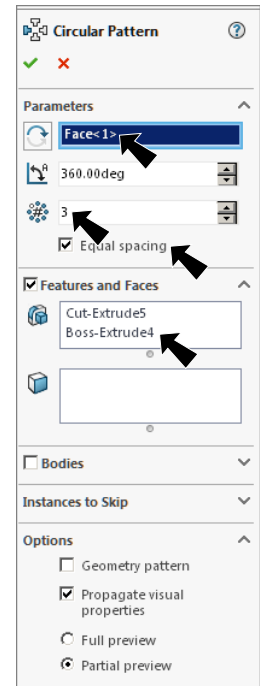 Circular Pattern
Parameters
Face<1>
360.00deg
3
Equal spacing
Features and Faces
Cut-Extrude5
Boss-Extrude4
Bodies
Instances to Skip
Options
Geometry pattern
Propagate visual
properties
Full preview
Partial preview